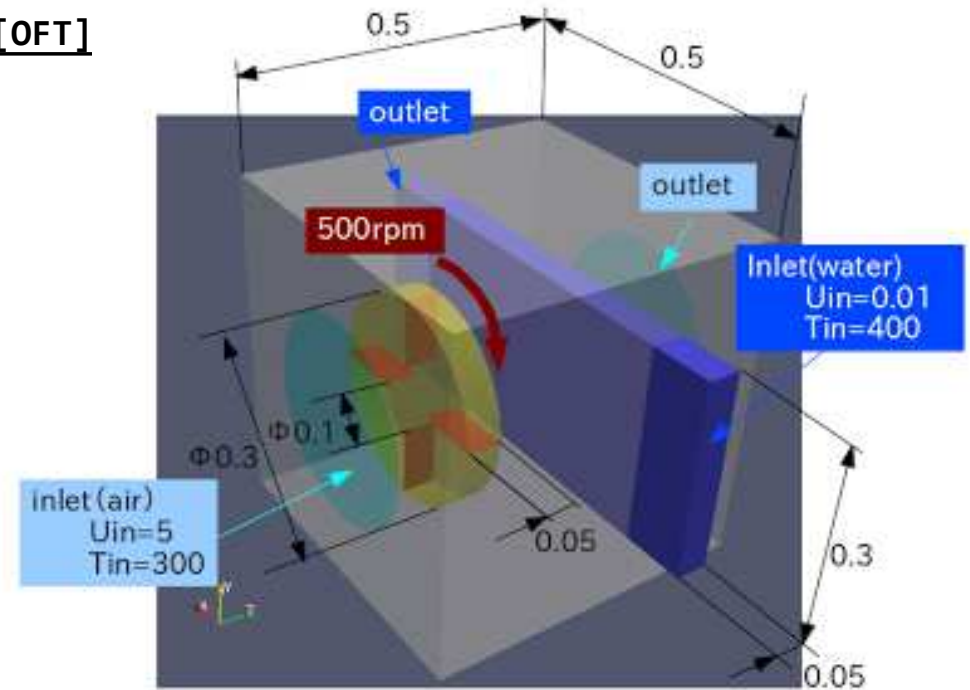 [OFT]
0.5
0.5
outlet
outlet
500rpm
Inlet(water)
Uin=0.01
Tin=400
Φ0.1
Φ0.3
inlet(air)
Uin=5
Tin=300
0.05
0.3
0.05